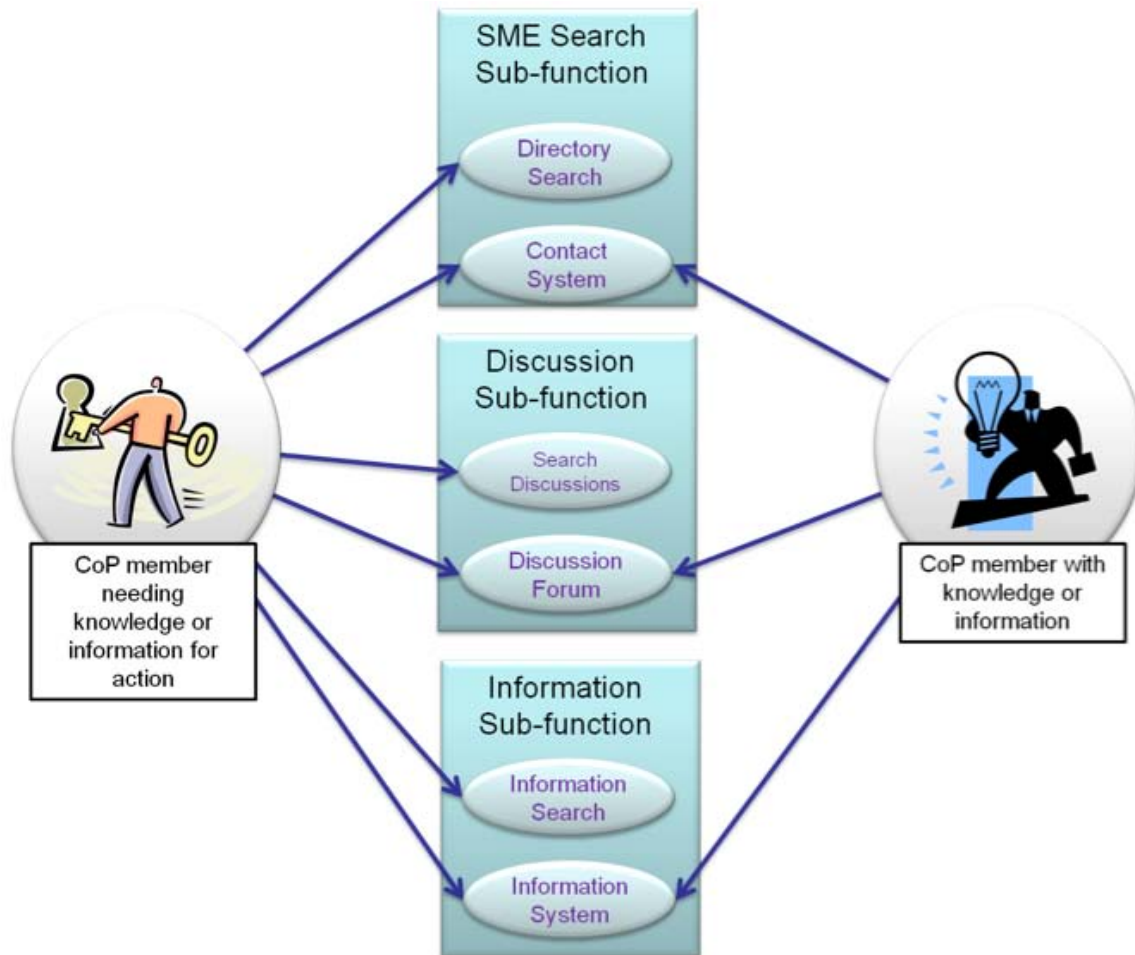 SME Search
Sub-function
Directory
Search
Contact
System
Discussion
Sub-function
Search
Discussions
Discussion
Forum
CoP member
needing
knowledge or
information for
action
CoP member with
knowledge or
information
Information
Sub-function
Information
Search
Information
System